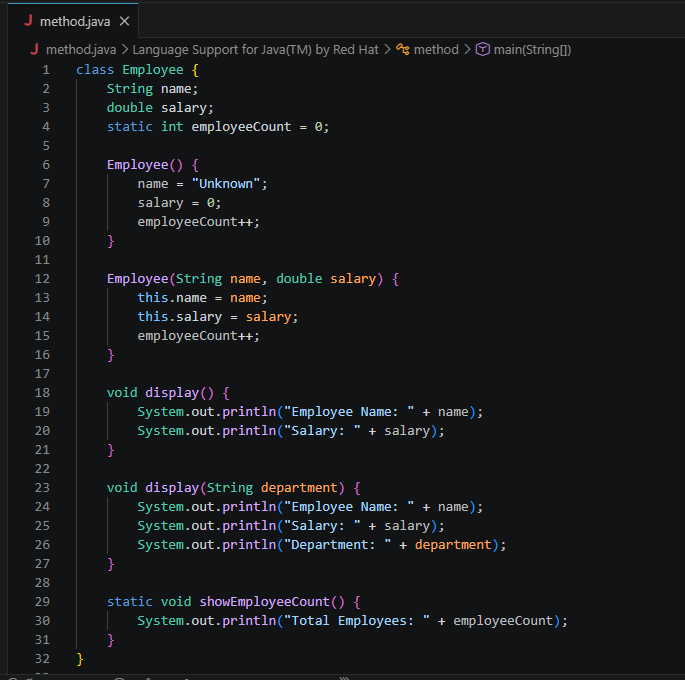 method.java
method.java > Language Support for Java(TM) by Red Hat > method > main(String[])
1 class Employee {
2     String name;
3     double salary;
4     static int employeeCount = 0;
5
6     Employee() {
7         name = "Unknown";
8         salary = 0;
9         employeeCount++;
10     }
11
12     Employee(String name, double salary) {
13         this.name = name;
14         this.salary = salary;
15         employeeCount++;
16     }
17
18     void display() {
19         System.out.println("Employee Name: " + name);
20         System.out.println("Salary: " + salary);
21     }
22
23     void display(String department) {
24         System.out.println("Employee Name: " + name);
25         System.out.println("Salary: " + salary);
26         System.out.println("Department: " + department);
27     }
28
29     static void showEmployeeCount() {
30         System.out.println("Total Employees: " + employeeCount);
31     }
32 }